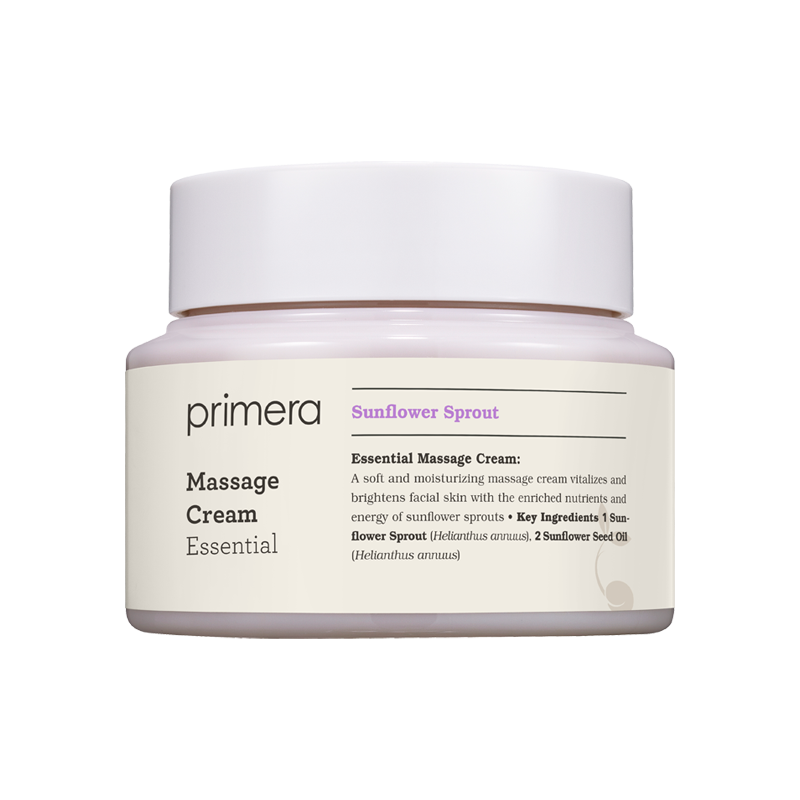 primera
Massage
Cream
Essential
Sunflower Sprout
Essential Massage Cream:
A soft and moisturizing massage cream vitalizes and
brightens facial skin with the enriched nutrients and
energy of sunflower sprouts • Key Ingredients 1 Sun-
flower Sprout (Helianthus annuus), 2 Sunflower Seed Oil
(Helianthus annuus)